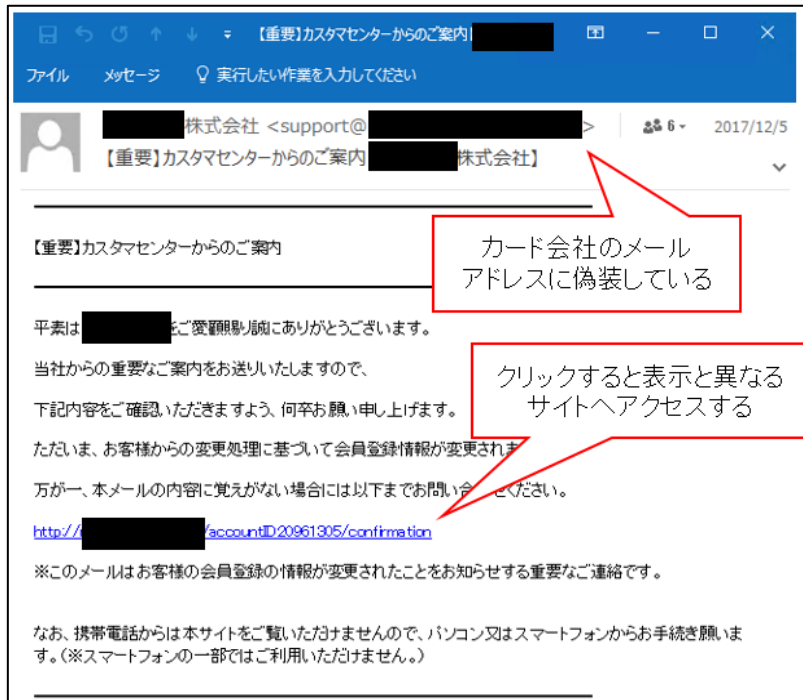 【重要】カスタマセンターからのご案内
ファイル メッセージ 実行したい作業を入力してください
株式会社 <support@ > 6 2017/12/5
【重要】カスタマセンターからのご案内 株式会社】
【重要】カスタマセンターからのご案内
カード会社のメール
アドレスに偽装している
平素は をご愛顧賜り誠にありがとうございます。
当社からの重要なご案内をお送りいたしますので、
クリックすると表示と異なる
サイトへアクセスする
下記内容をご確認いただきますよう、何卒お願い申し上げます。
ただいま、お客様からの変更処理に基づいて会員登録情報が変更されま
万が一、本メールの内容に覚えがない場合には以下までお問い合 せください。
http:// /accountID20961305/confirmation
※このメールはお客様の会員登録の情報が変更されたことをお知らせする重要なご連絡です。
なお、携帯電話からは本サイトをご覧いただけませんので、パソコン又はスマートフォンからお手続き願いま
す。(※スマートフォンの一部ではご利用いただけません。)